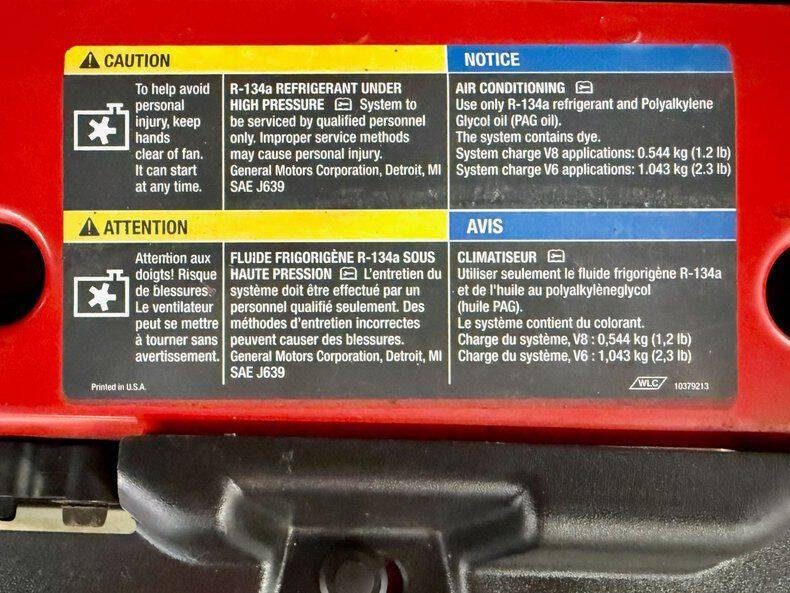 CAUTION
To help avoid
personal
injury, keep
hands
clear of fan.
It can start
at any time.
R-134a REFRIGERANT UNDER
HIGH PRESSURE System to
be serviced by qualified personnel
only. Improper service methods
may cause personal injury.
General Motors Corporation, Detroit, MI
SAE J639
NOTICE
AIR CONDITIONING
Use only R-134a refrigerant and Polyalkylene
Glycol oil (PAG oil).
The system contains dye.
System charge V8 applications: 0.544 kg (1.2 lb)
System charge V6 applications: 1.043 kg (2.3 lb)
ATTENTION
Attention aux
doigts! Risque
de blessures.
Le ventilateur
peut se mettre
à tourner sans
avertissement.
FLUIDE FRIGORIGÈNE R-134a SOUS
HAUTE PRESSION L'entretien du
système doit être effectué par un
personnel qualifié seulement. Des
méthodes d'entretien incorrectes
peuvent causer des blessures.
General Motors Corporation, Detroit, MI
SAE J639
AVIS
CLIMATISEUR
Utiliser seulement le fluide frigorigène R-134a
et de l'huile au polyalkylèneglycol
(huile PAG).
Le système contient du colorant.
Charge du système, V8 : 0,544 kg (1,2 lb)
Charge du système, V6 : 1,043 kg (2,3 lb)
Printed in U.S.A.
WLC 10379213